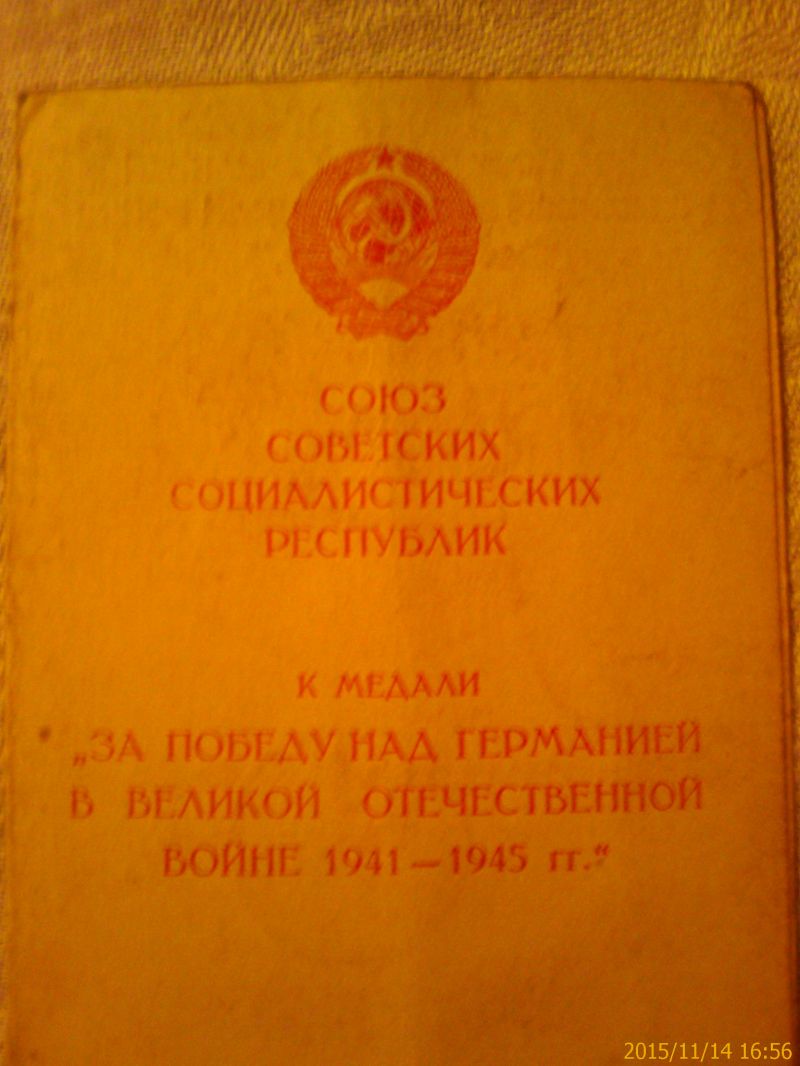 СОЮЗ
СОВЕТСКИХ
СОЦИАЛИСТИЧЕСКИХ
РЕСПУБЛИК
К МЕДАЛИ
„ЗА ПОБЕДУ НАД ГЕРМАНИЕЙ
В ВЕЛИКОЙ ОТЕЧЕСТВЕННОЙ
ВОЙНЕ 1941—1945 гг.“
2015/11/14 16:56